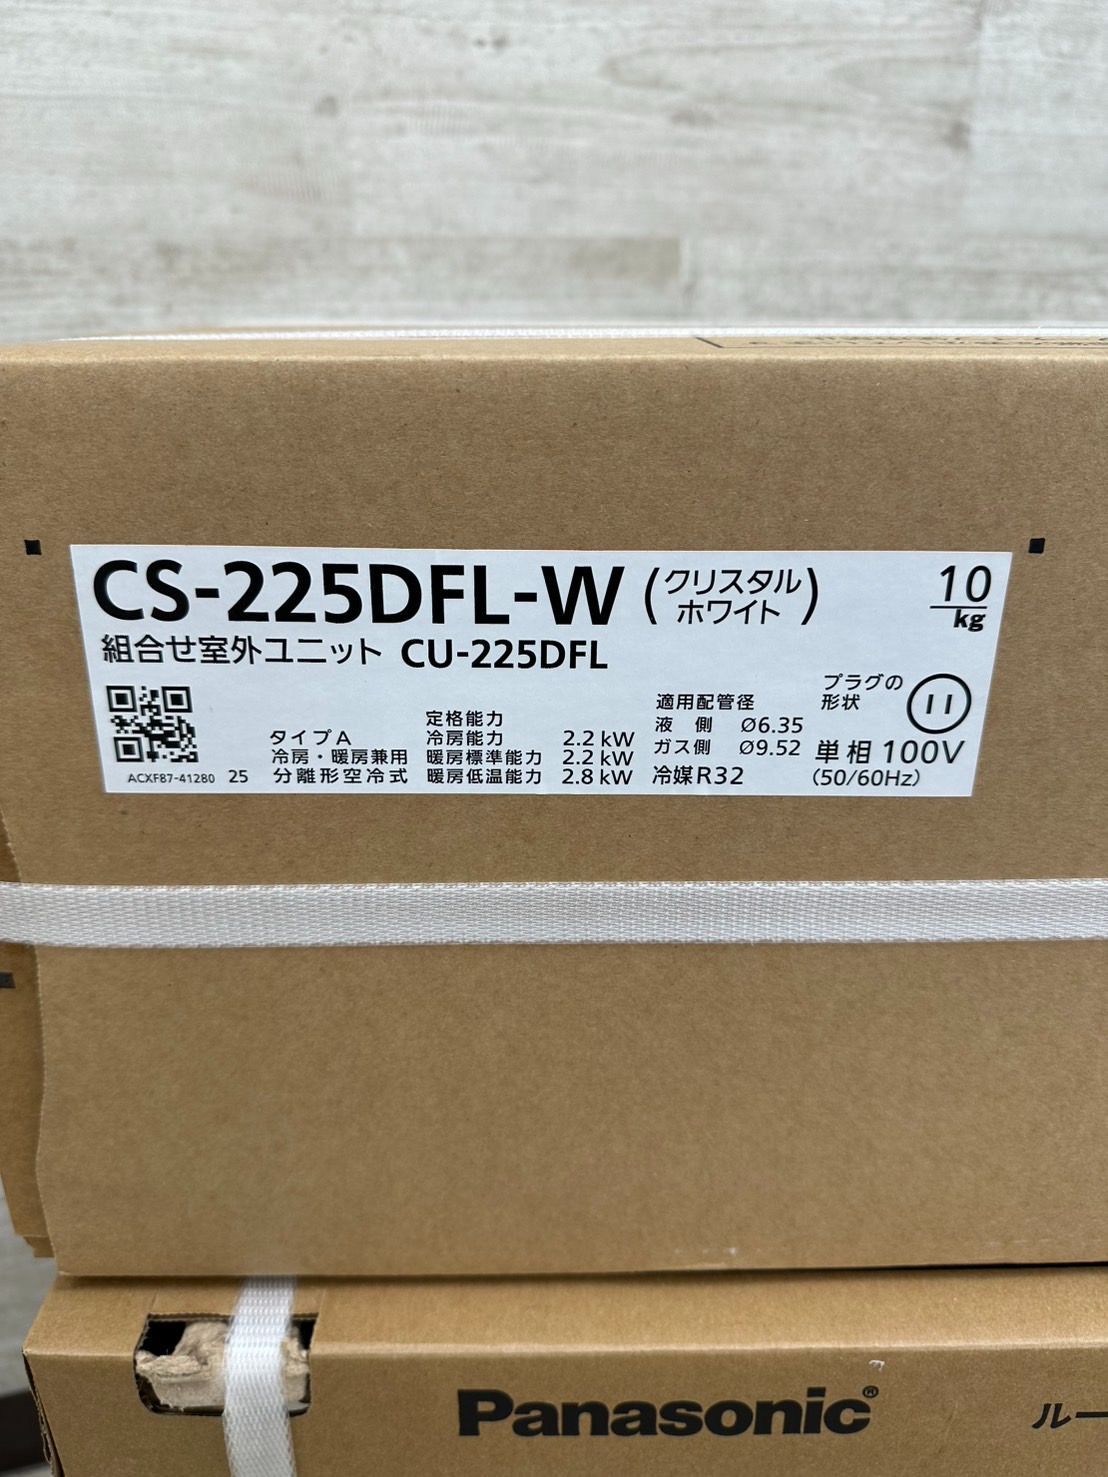 CS-225DFL-W (クリスタル
ホワイト)
10
kg
組合せ室外ユニット CU-225DFL
プラグの
形状
ACXF87-41280 25
タイプA
冷房・暖房兼用
分離形空冷式
定格能力
冷房能力 2.2 kW
暖房標準能力 2.2 kW
暖房低温能力 2.8 kW
適用配管径
液 側 Ø6.35
ガス側 Ø9.52
冷媒R32
単相100V
(50/60Hz)
Panasonic®
ルー